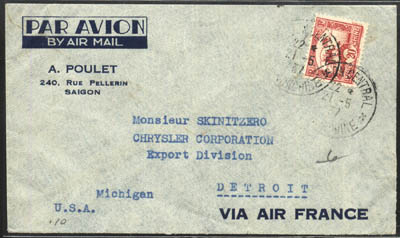 PAR AVION
BY AIR MAIL
A. POULET
240, RUE PELLERIN
SAIGON
CENTRAL
Monsieur SKINITZERO
CHRYSLER CORPORATION
Export Division
Michigan
DETROIT
U.S.A.
VIA AIR FRANCE